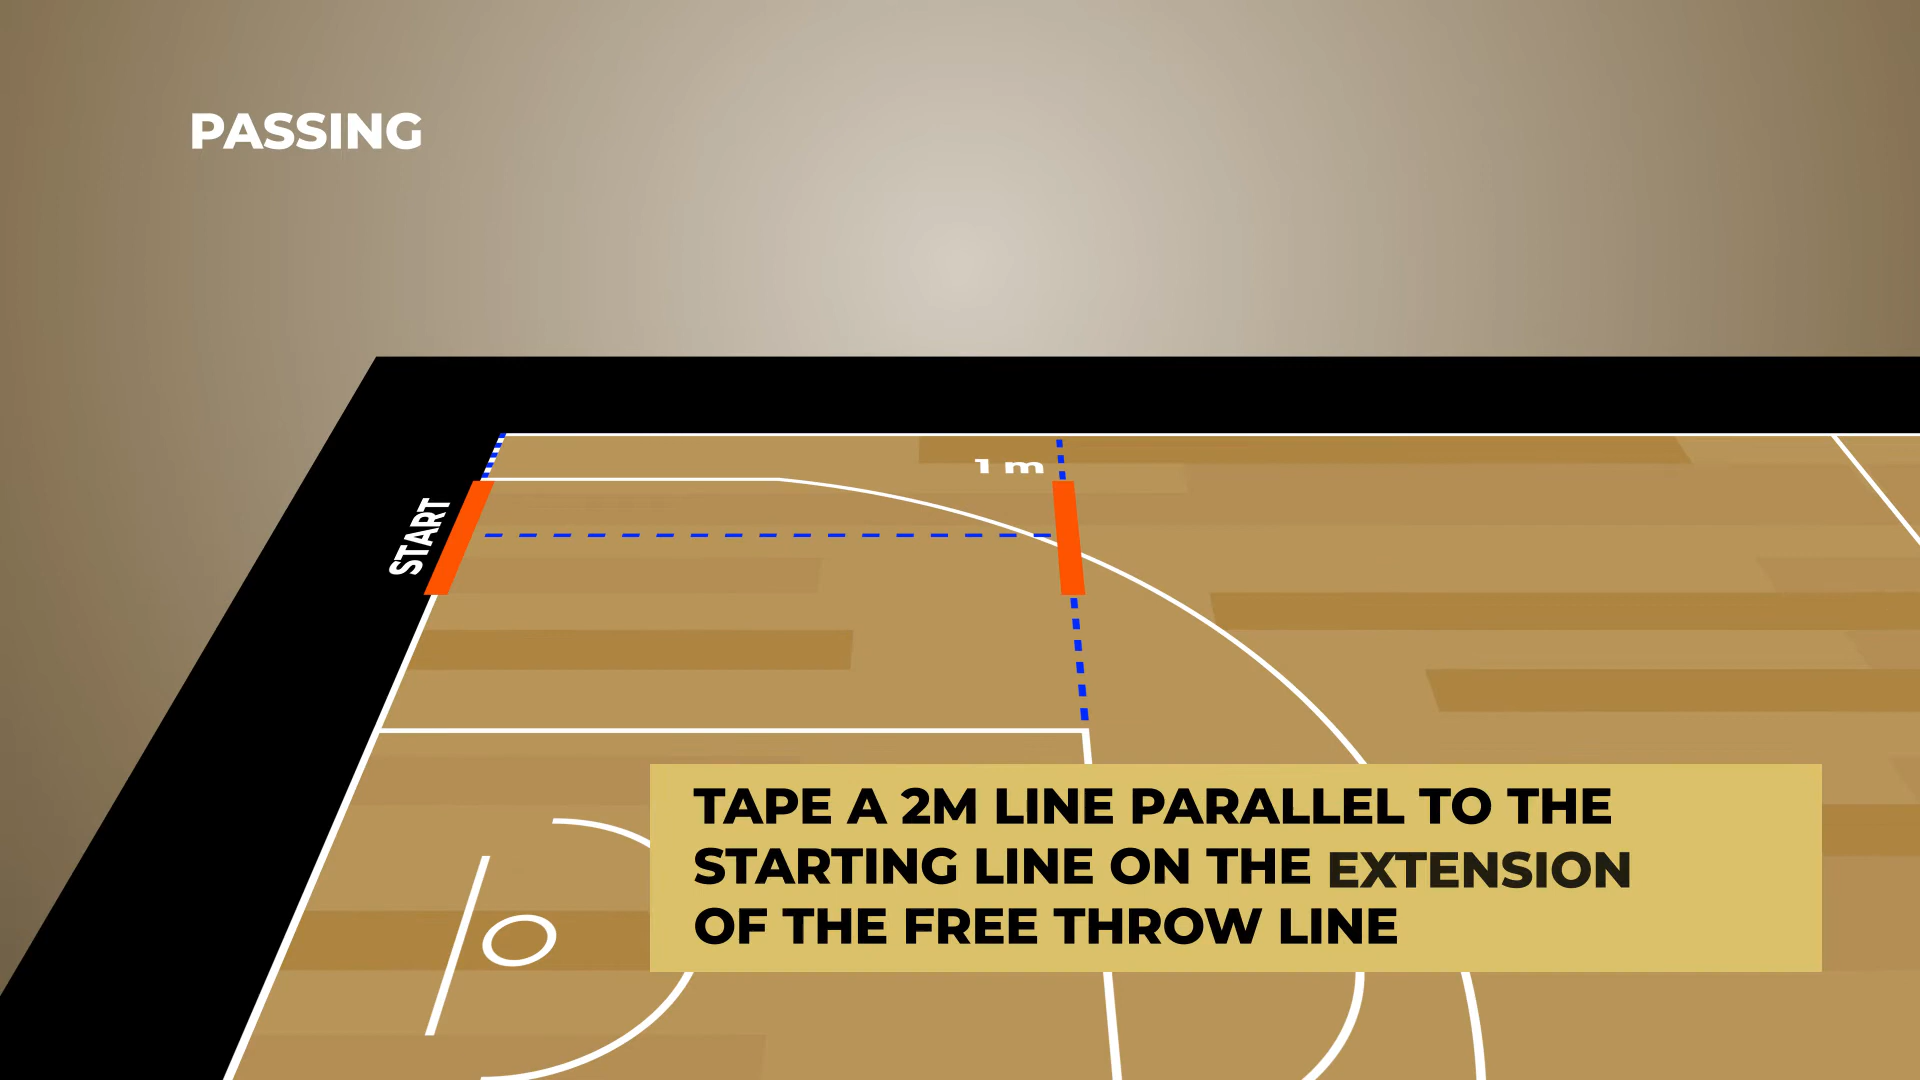 PASSING
1 m
START
TAPE A 2M LINE PARALLEL TO THE
STARTING LINE ON THE EXTENSION
OF THE FREE THROW LINE